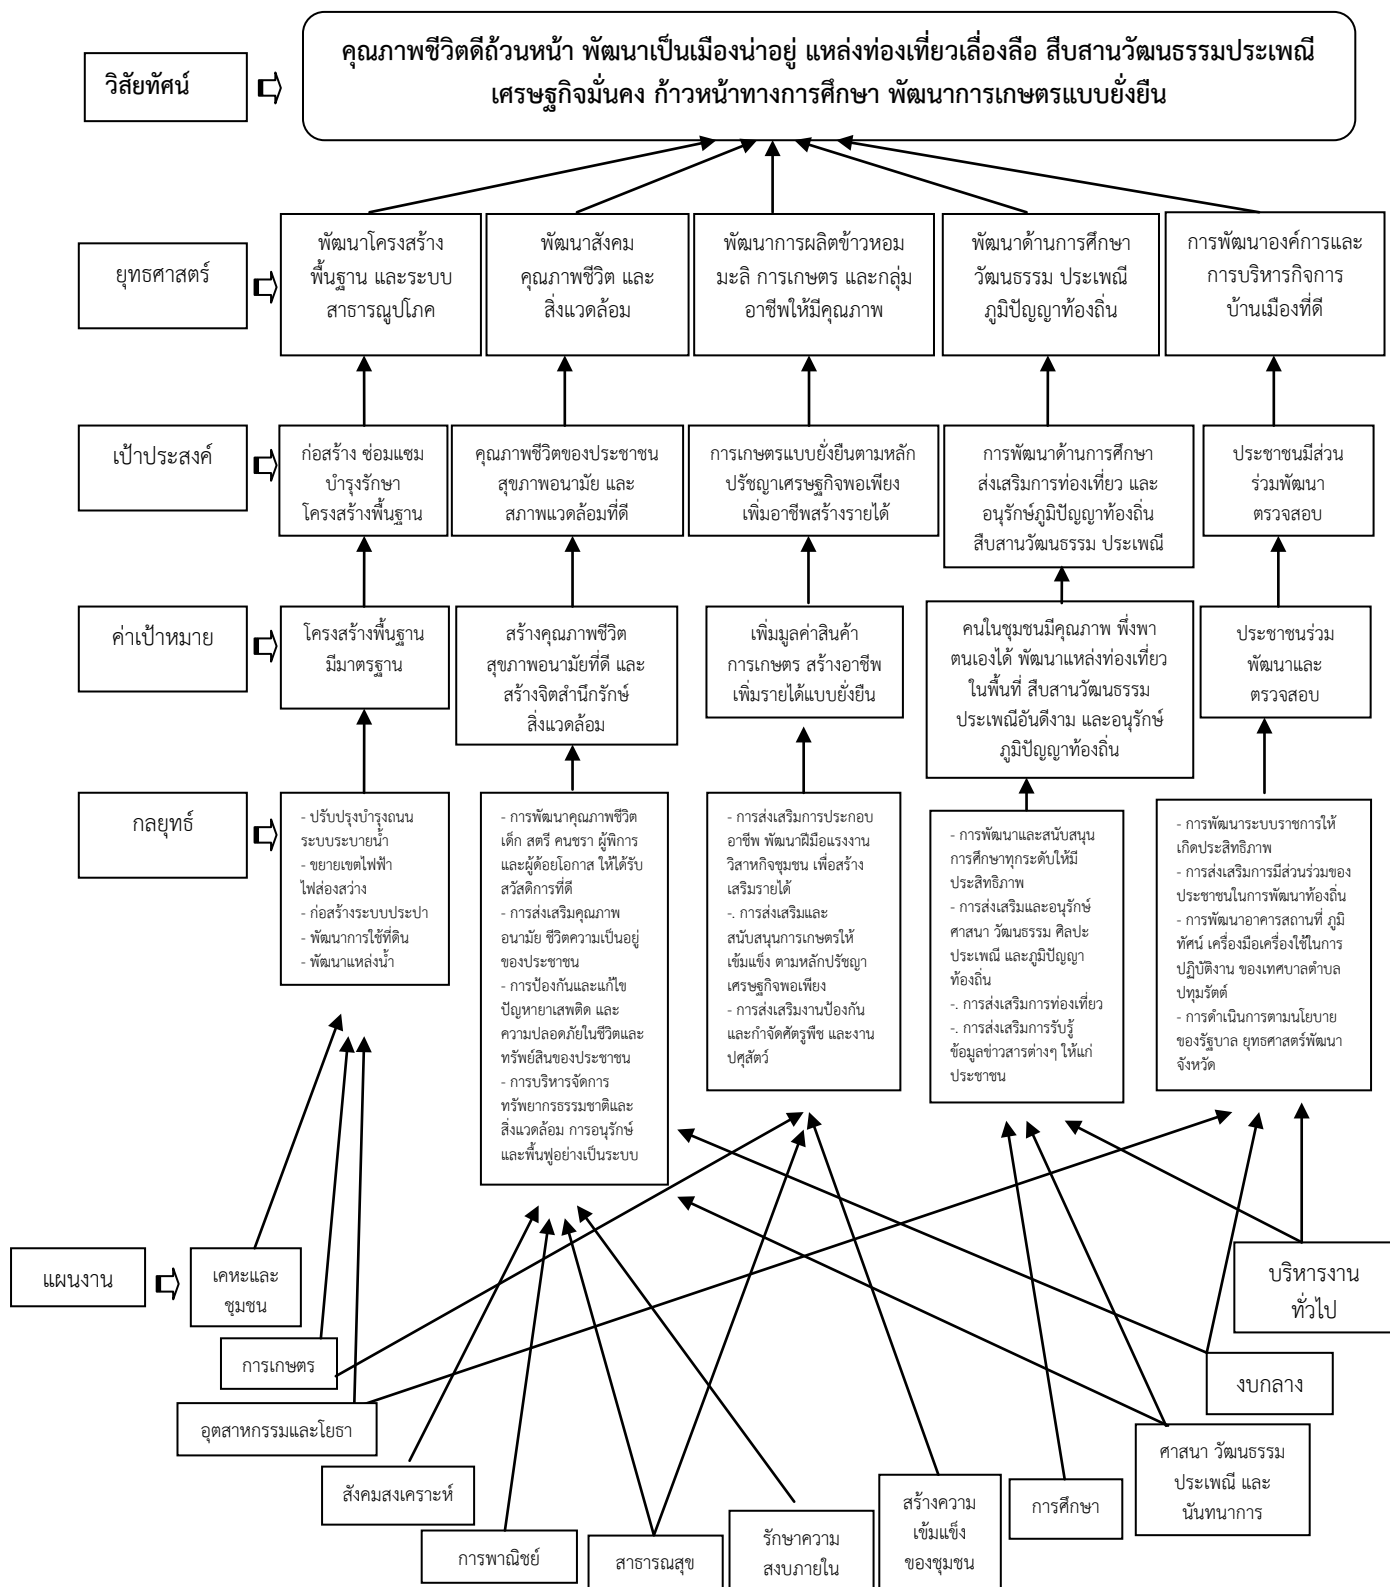 คุณภาพชีวิตดีถ้วนหน้า พัฒนาเป็นเมืองน่าอยู่ แหล่งท่องเที่ยวเลื่องลือ สืบสานวัฒนธรรมประเพณี
เศรษฐกิจมั่นคง ก้าวหน้าทางการศึกษา พัฒนาการเกษตรแบบยั่งยืน
วิสัยทัศน์
ยุทธศาสตร์
พัฒนาโครงสร้าง
พื้นฐาน และระบบ
สาธารณูปโภค
พัฒนาสังคม
คุณภาพชีวิต และ
สิ่งแวดล้อม
พัฒนาการผลิตข้าวหอม
มะลิ การเกษตร และกลุ่ม
อาชีพให้มีคุณภาพ
พัฒนาด้านการศึกษา
วัฒนธรรม ประเพณี
ภูมิปัญญาท้องถิ่น
การพัฒนาองค์การและ
การบริหารกิจการ
บ้านเมืองที่ดี
เป้าประสงค์
ก่อสร้าง ซ่อมแซม
บำรุงรักษา
โครงสร้างพื้นฐาน
คุณภาพชีวิตของประชาชน
สุขภาพอนามัย และ
สภาพแวดล้อมที่ดี
การเกษตรแบบยั่งยืนตามหลัก
ปรัชญาเศรษฐกิจพอเพียง
เพิ่มอาชีพสร้างรายได้
การพัฒนาด้านการศึกษา
ส่งเสริมการท่องเที่ยว และ
อนุรักษ์ภูมิปัญญาท้องถิ่น
สืบสานวัฒนธรรม ประเพณี
ประชาชนมีส่วน
ร่วมพัฒนา
ตรวจสอบ
ค่าเป้าหมาย
โครงสร้างพื้นฐาน
มีมาตรฐาน
สร้างคุณภาพชีวิต
สุขภาพอนามัยที่ดี และ
สร้างจิตสำนึกรักษ์
สิ่งแวดล้อม
เพิ่มมูลค่าสินค้า
การเกษตร สร้างอาชีพ
เพิ่มรายได้แบบยั่งยืน
คนในชุมชนมีคุณภาพ พึ่งพา
ตนเองได้ พัฒนาแหล่งท่องเที่ยว
ในพื้นที่ สืบสานวัฒนธรรม
ประเพณีอันดีงาม และอนุรักษ์
ภูมิปัญญาท้องถิ่น
ประชาชนร่วม
พัฒนาและ
ตรวจสอบ
กลยุทธ์
- ปรับปรุงบำรุงถนน
ระบบระบายน้ำ
- ขยายเขตไฟฟ้า
ไฟส่องสว่าง
- ก่อสร้างระบบประปา
- พัฒนาการใช้ที่ดิน
- พัฒนาแหล่งน้ำ
- การพัฒนาคุณภาพชีวิต
เด็ก สตรี คนชรา ผู้พิการ
และผู้ด้อยโอกาส ให้ได้รับ
สวัสดิการที่ดี
- การส่งเสริมคุณภาพ
อนามัย ชีวิตความเป็นอยู่
ของประชาชน
- การป้องกันและแก้ไข
ปัญหายาเสพติด และ
ความปลอดภัยในชีวิตและ
ทรัพย์สินของประชาชน
- การบริหารจัดการ
ทรัพยากรธรรมชาติและ
สิ่งแวดล้อม การอนุรักษ์
และฟื้นฟูอย่างเป็นระบบ
- การส่งเสริมการประกอบ
อาชีพ พัฒนาฝีมือแรงงาน
วิสาหกิจชุมชน เพื่อสร้าง
เสริมรายได้
-. การส่งเสริมและ
สนับสนุนการเกษตรให้
เข้มแข็ง ตามหลักปรัชญา
เศรษฐกิจพอเพียง
- การส่งเสริมงานป้องกัน
และกำจัดศัตรูพืช และงาน
ปศุสัตว์
- การพัฒนาและสนับสนุน
การศึกษาทุกระดับให้มี
ประสิทธิภาพ
- การส่งเสริมและอนุรักษ์
ศาสนา วัฒนธรรม ศิลปะ
ประเพณี และภูมิปัญญา
ท้องถิ่น
-. การส่งเสริมการท่องเที่ยว
-. การส่งเสริมการรับรู้
ข้อมูลข่าวสารต่างๆ ให้แก่
ประชาชน
- การพัฒนาระบบราชการให้
เกิดประสิทธิภาพ
- การส่งเสริมการมีส่วนร่วมของ
ประชาชนในการพัฒนาท้องถิ่น
- การพัฒนาอาคารสถานที่ ภูมิ
ทัศน์ เครื่องมือเครื่องใช้ในการ
ปฏิบัติงาน ของเทศบาลตำบล
ปทุมรัตต์
- การดำเนินการตามนโยบาย
ของรัฐบาล ยุทธศาสตร์พัฒนา
จังหวัด
แผนงาน
เคหะและ
ชุมชน
การเกษตร
อุตสาหกรรมและโยธา
สังคมสงเคราะห์
การพาณิชย์
สาธารณสุข
รักษาความ
สงบภายใน
สร้างความ
เข้มแข็ง
ของชุมชน
การศึกษา
ศาสนา วัฒนธรรม
ประเพณี และ
นันทนาการ
งบกลาง
บริหารงาน
ทั่วไป